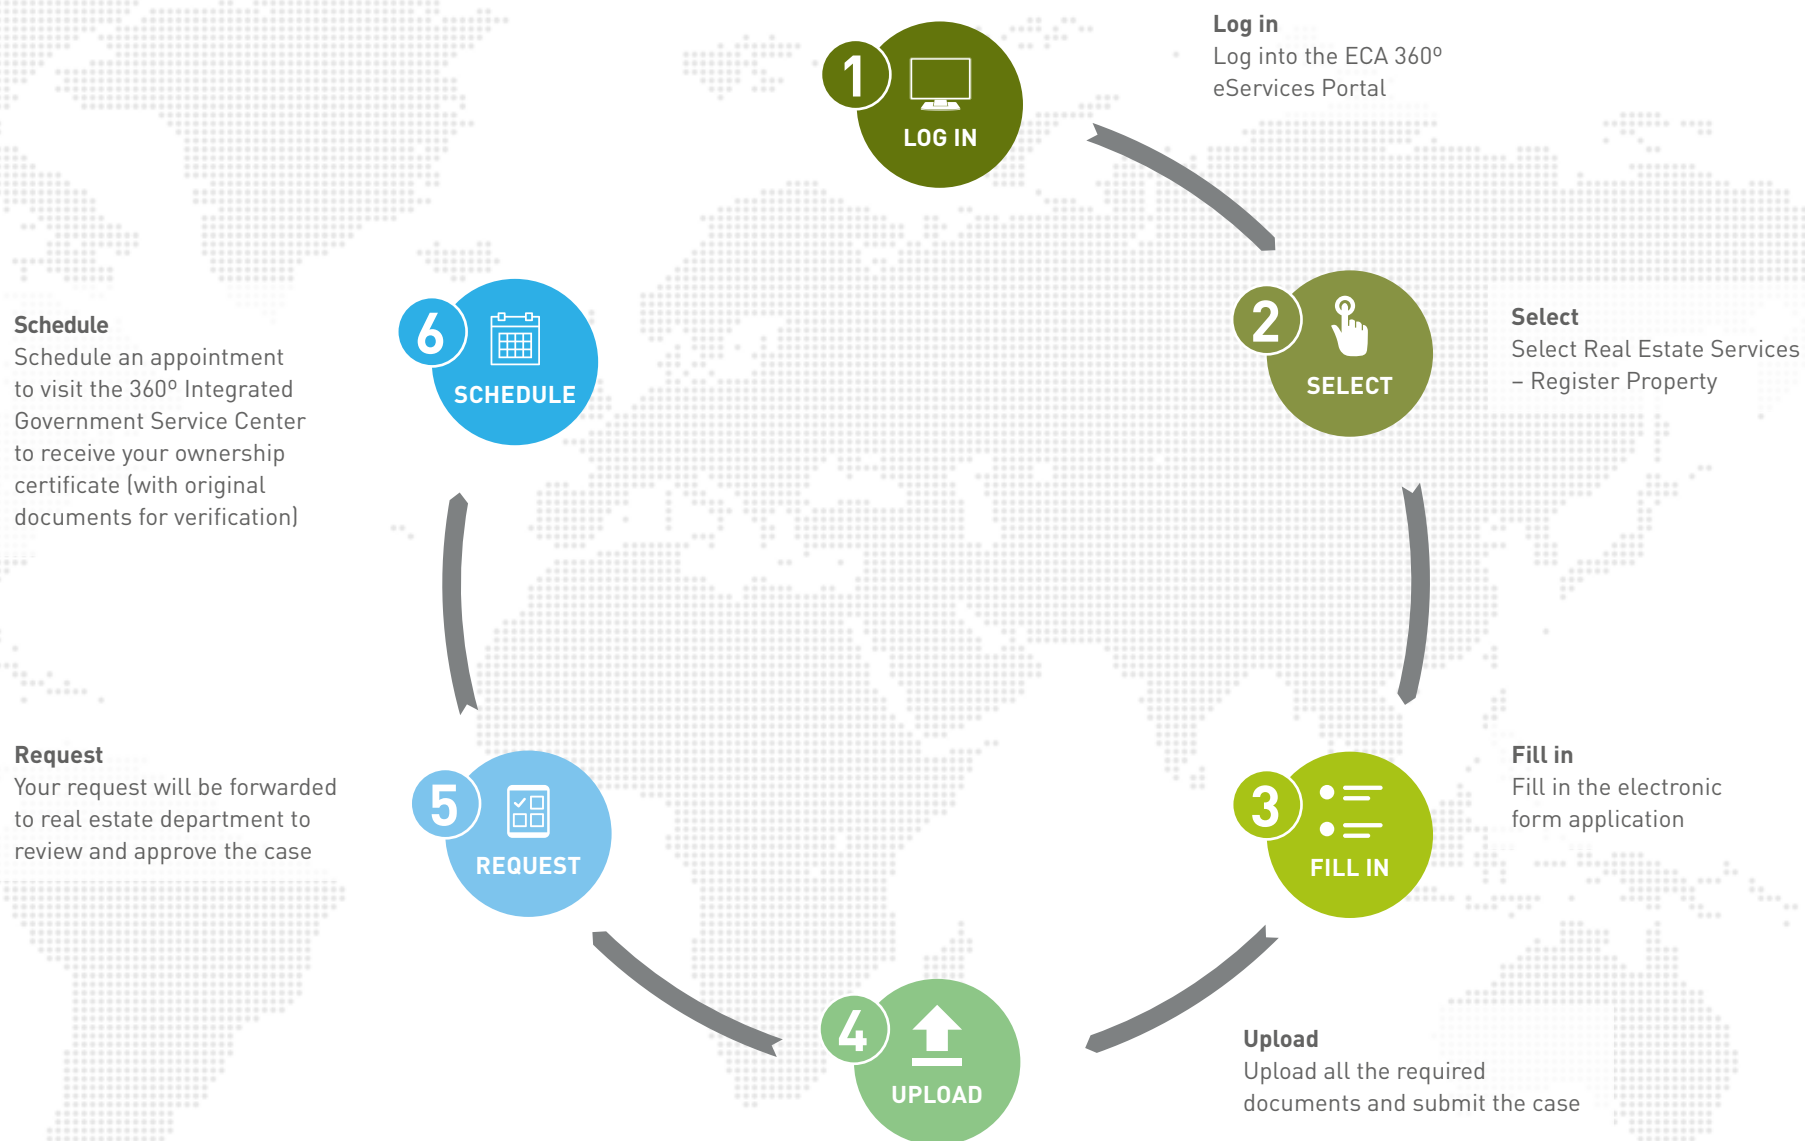 1
LOG IN
Log in
Log into the ECA 360º
eServices Portal
2
SELECT
Select
Select Real Estate Services
– Register Property
3
FILL IN
Fill in
Fill in the electronic
form application
4
UPLOAD
Upload
Upload all the required
documents and submit the case
5
REQUEST
Request
Your request will be forwarded
to real estate department to
review and approve the case
6
SCHEDULE
Schedule
Schedule an appointment
to visit the 360º Integrated
Government Service Center
to receive your ownership
certificate (with original
documents for verification)